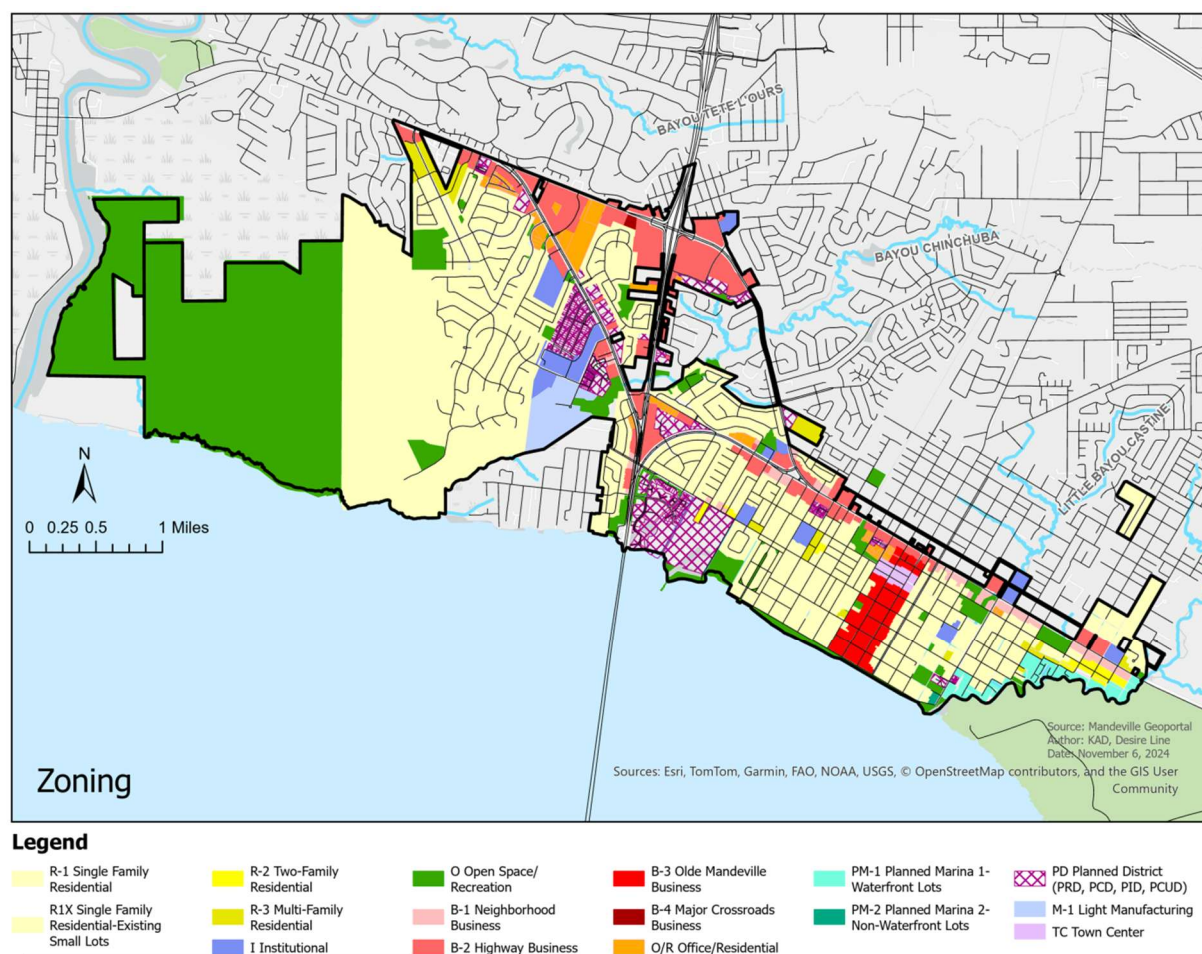 BAYOU TETE L'OURS
BAYOU CHINCHUBA
LITTLE BAYOU CASTINE
N
0 0.25 0.5 1 Miles
Source: Mandeville Geoportal
Author: KAD, Desire Line
Date: November 6, 2024
Zoning
Sources: Esri, TomTom, Garmin, FAO, NOAA, USGS, © OpenStreetMap contributors, and the GIS User
Community
Legend
R-1 Single Family
Residential
R1X Single Family
Residential-Existing
Small Lots
R-2 Two-Family
Residential
R-3 Multi-Family
Residential
I Institutional
O Open Space/
Recreation
B-1 Neighborhood
Business
B-2 Highway Business
B-3 Olde Mandeville
Business
B-4 Major Crossroads
Business
O/R Office/Residential
PM-1 Planned Marina 1-
Waterfront Lots
PM-2 Planned Marina 2-
Non-Waterfront Lots
PD Planned District
(PRD, PCD, PID, PCUD)
M-1 Light Manufacturing
TC Town Center